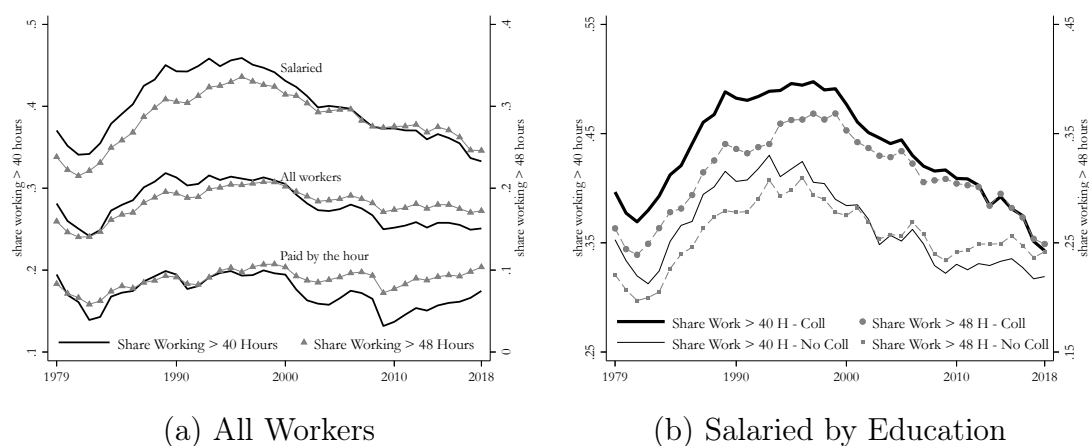 .5
.4
.3
.2
.1
share working > 40 hours
.4
.3
.2
.1
0
share working > 48 hours
Salaried
All workers
Paid by the hour
Share Working > 40 Hours
Share Working > 48 Hours
1979
1990
2000
2010
2018
(a) All Workers
.55
.45
.35
.25
share working > 40 hours
.45
.35
.25
.15
share working > 48 hours
Share Work > 40 H - Coll
Share Work > 48 H - Coll
Share Work > 40 H - No Coll
Share Work > 48 H - No Coll
1979
1990
2000
2010
2018
(b) Salaried by Education